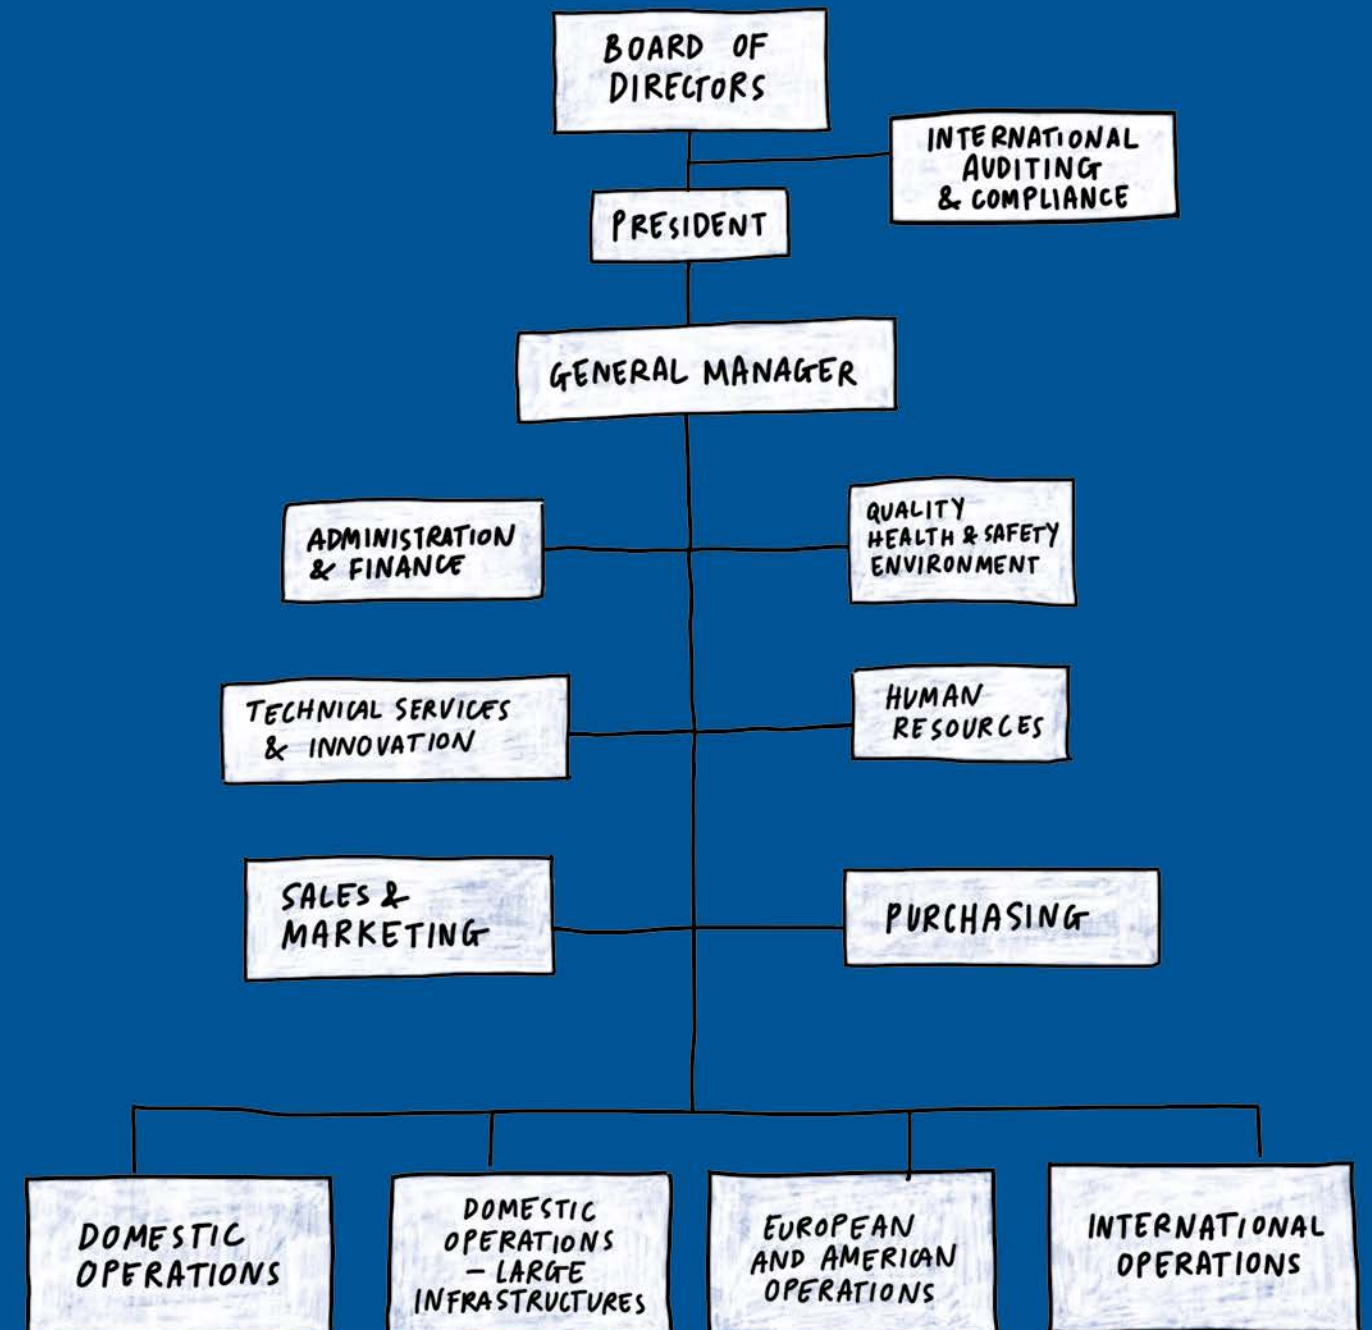 BOARD OF
DIRECTORS
INTERNATIONAL
AUDITING
& COMPLIANCE
PRESIDENT
GENERAL MANAGER
ADMINISTRATION
& FINANCE
QUALITY
HEALTH & SAFETY
ENVIRONMENT
TECHNICAL SERVICES
& INNOVATION
HUMAN
RESOURCES
SALES &
MARKETING
PURCHASING
DOMESTIC
OPERATIONS
DOMESTIC
OPERATIONS
- LARGE
INFRASTRUCTURES
EUROPEAN
AND AMERICAN
OPERATIONS
INTERNATIONAL
OPERATIONS